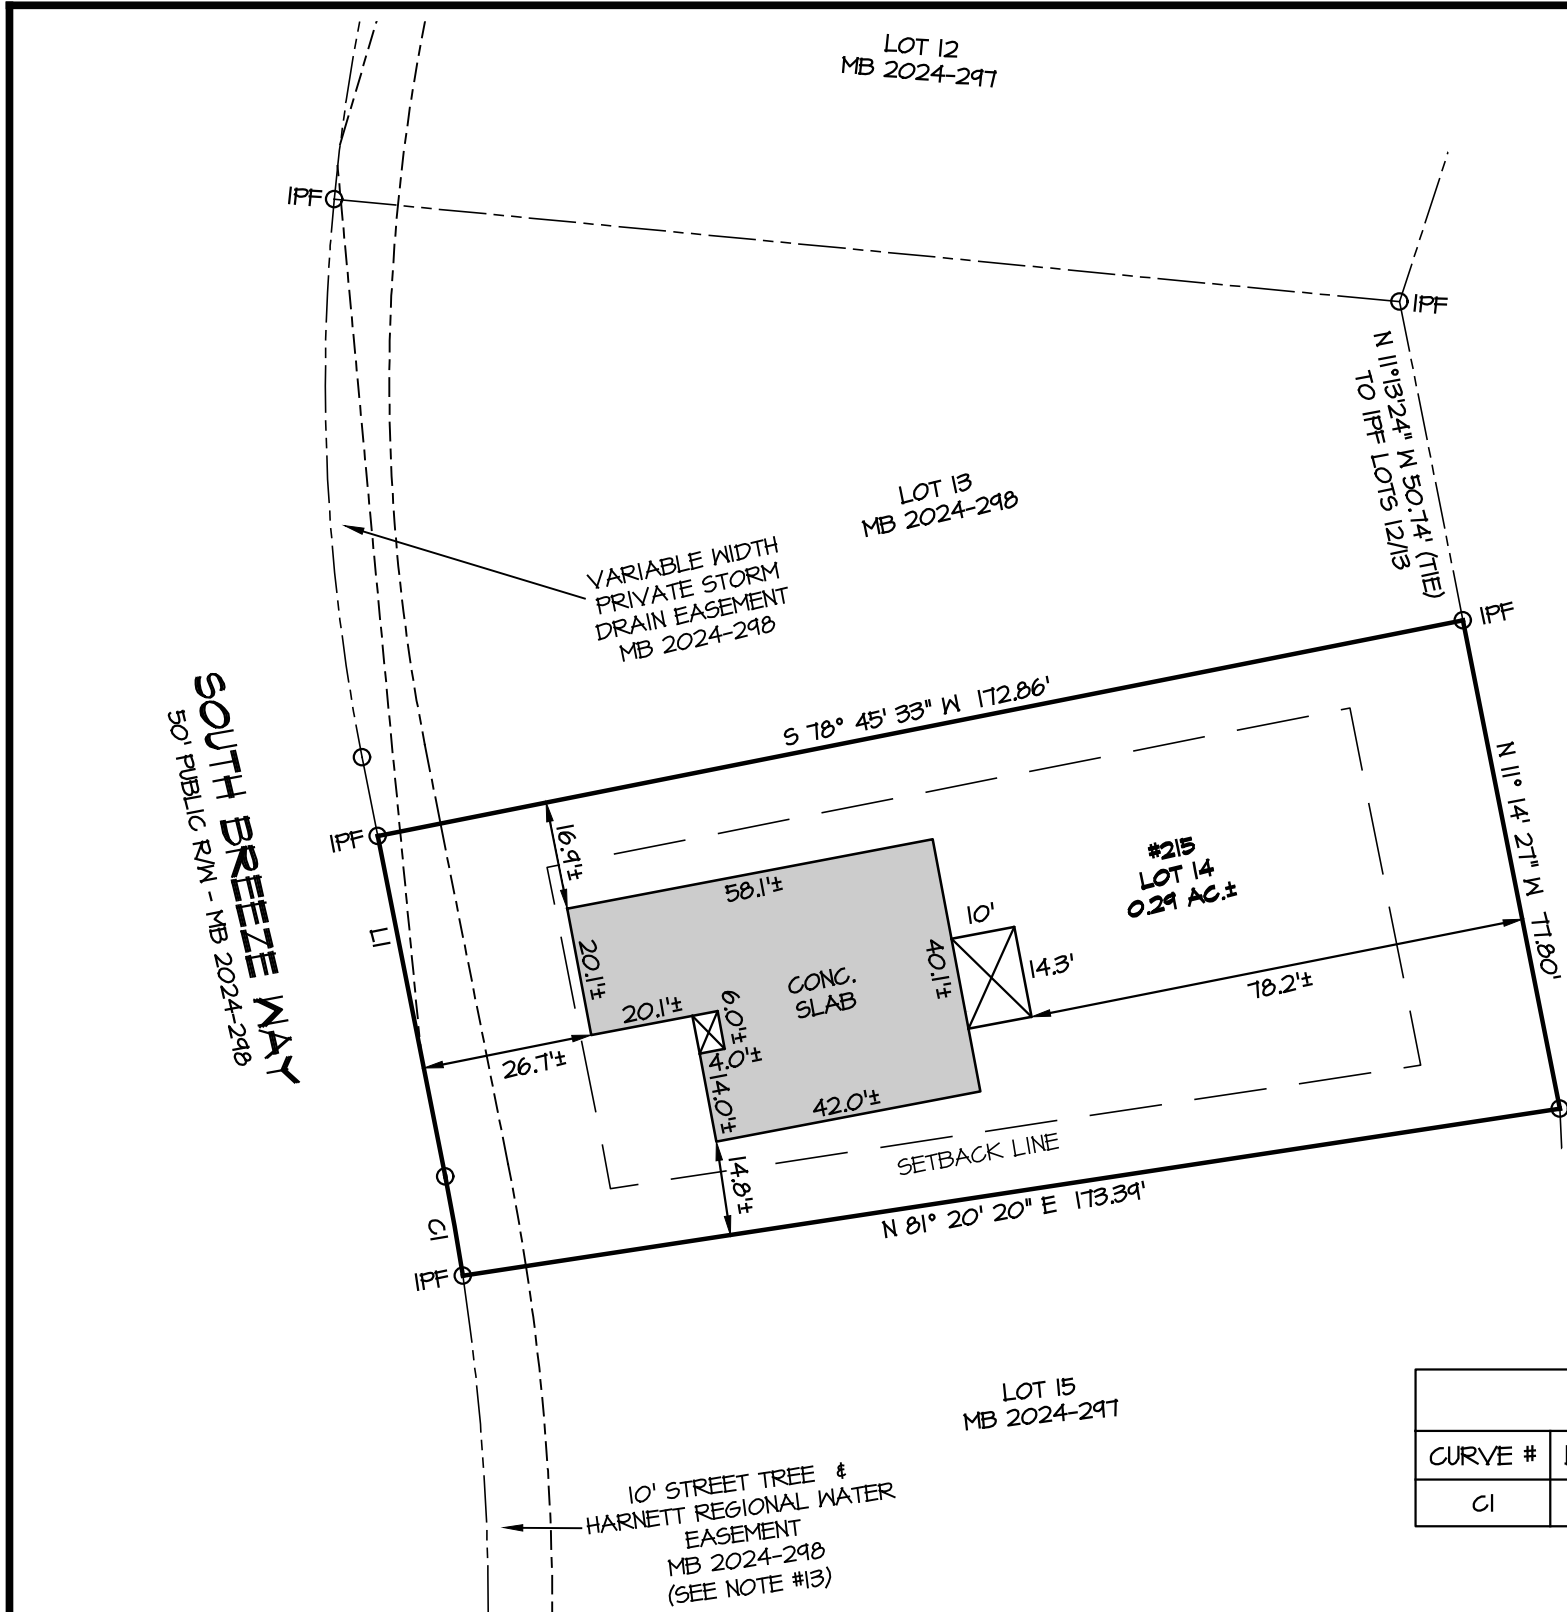 LOT 12
MB 2024-297
IPF
IPF
N 11°13'24" W 50.74' (TIE)
TO IPF LOTS 12/13
LOT 13
MB 2024-298
VARIABLE WIDTH
PRIVATE STORM
DRAIN EASEMENT
MB 2024-298
IPF
SOUTH BREEZE WAY
50' PUBLIC R/W - MB 2024-298
S 78° 45' 33" W 172.86'
N 11° 14' 27" W 77.80'
IPF
16.9'±
58.1'±
#215
LOT 14
0.29 AC.±
L1
20.1'±
20.1'±
6.0'±
4.0'±
CONC.
SLAB
40.1'±
10'
14.3'
78.2'±
26.7'±
14.0'±
42.0'±
14.8'±
SETBACK LINE
N 81° 20' 20" E 173.39'
C1
IPF
LOT 15
MB 2024-297
CURVE #
C1
10' STREET TREE &
HARNETT REGIONAL WATER
EASEMENT
MB 2024-298
(SEE NOTE #13)